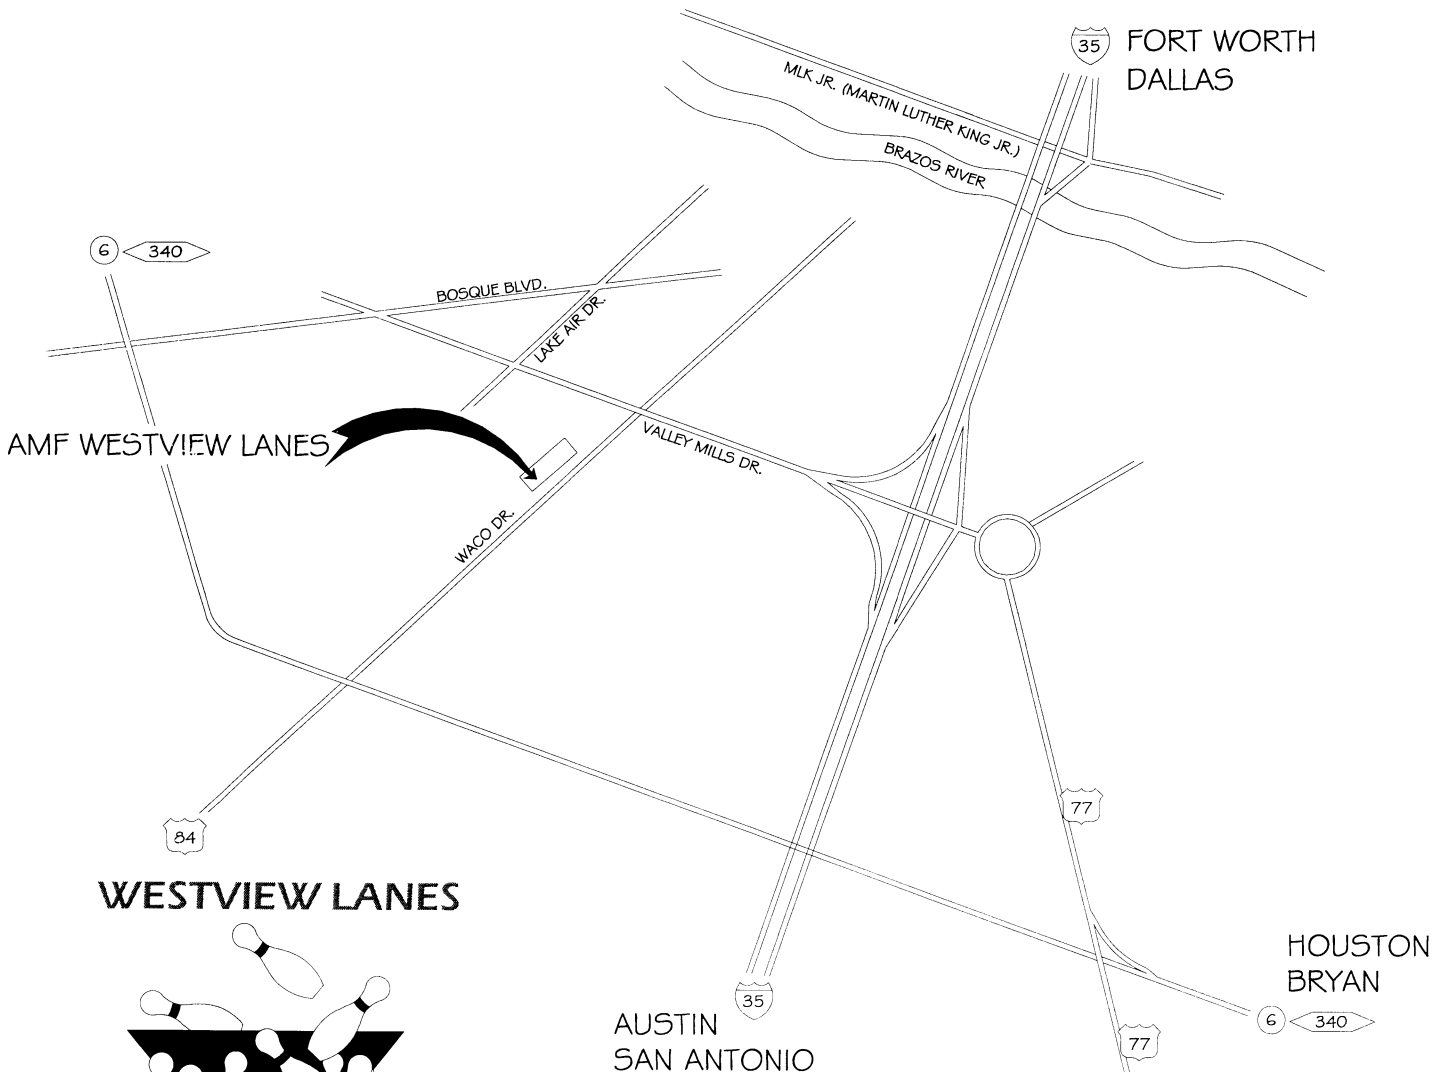 35
FORT WORTH
DALLAS
MLK JR. (MARTIN LUTHER KING JR.)
BRAZOS RIVER
6
340
BOSQUE BLVD.
LAKE AIR DR.
AMF WESTVIEW LANES
VALLEY MILLS DR.
WACO DR.
77
84
WESTVIEW LANES
HOUSTON
BRYAN
35
6
340
AUSTIN
SAN ANTONIO
77